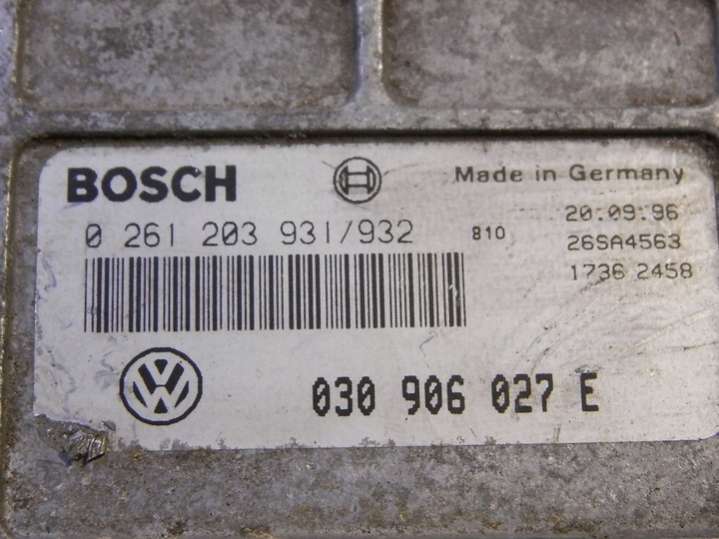 BOSCH
Made in Germany
0 261 203 931/932 810
20.09.96
26SA4563
1736 2458
VW
030 906 027 E